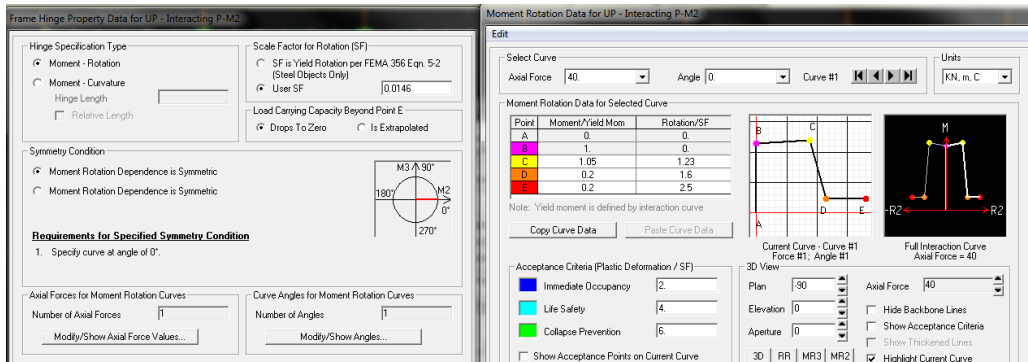 Frame Hinge Property Data for UP - Interacting P-M2
Hinge Specification Type
Moment - Rotation
Moment - Curvature
Hinge Length
Relative Length
Scale Factor for Rotation (SF)
SF is Yield Rotation per FEMA 356 Eqn. 5-2
(Steel Objects Only)
User SF 0.0146
Load Carrying Capacity Beyond Point E
Drops To Zero Is Extrapolated
Symmetry Condition
Moment Rotation Dependence is Symmetric
Moment Rotation Dependence is Symmetric
M3 90°
180° M2
0°
270°
Requirements for Specified Symmetry Condition
1. Specify curve at angle of 0°.
Axial Forces for Moment Rotation Curves
Number of Axial Forces 1
Modify/Show Axial Force Values...
Curve Angles for Moment Rotation Curves
Number of Angles 1
Modify/Show Angles...
Moment Rotation Data for UP - Interacting P-M2
Edit
Select Curve
Axial Force 40. Angle 0. Curve #1
Units
KN, m, C
Moment Rotation Data for Selected Curve
Point Moment/Yield Mom Rotation/SF
A 0. 0.
B 1. 0.
C 1.05 1.23
D 0.2 1.6
E 0.2 2.5
Note: Yield moment is defined by interaction curve
Copy Curve Data Paste Curve Data
B C
D E
A
Current Curve - Curve #1
Force #1; Angle #1
M
-R2 R2
Full Interaction Curve
Axial Force = 40
Acceptance Criteria (Plastic Deformation / SF)
Immediate Occupancy 2.
Life Safety 4.
Collapse Prevention 6.
Show Acceptance Points on Current Curve
3D View
Plan -90
Elevation 0
Aperture 0
3D RR MR3 MR2
Axial Force 40
Hide Backbone Lines
Show Acceptance Criteria
Show Thickened Lines
Highlight Current Curve